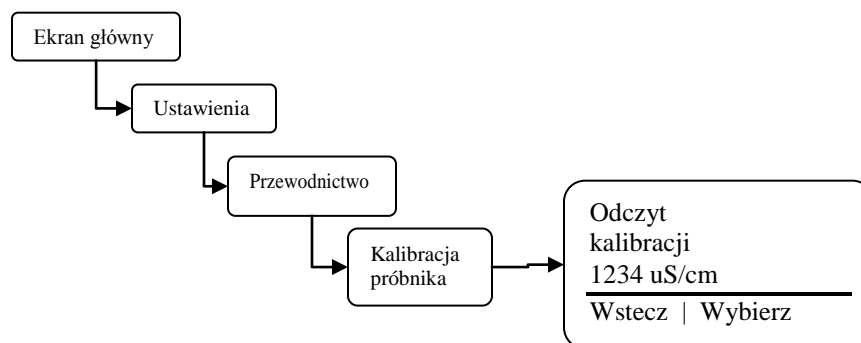 Ekran główny
Ustawienia
Przewodnictwo
Kalibracja
próbnika
Odczyt
kalibracji
1234 uS/cm
Wstecz | Wybierz